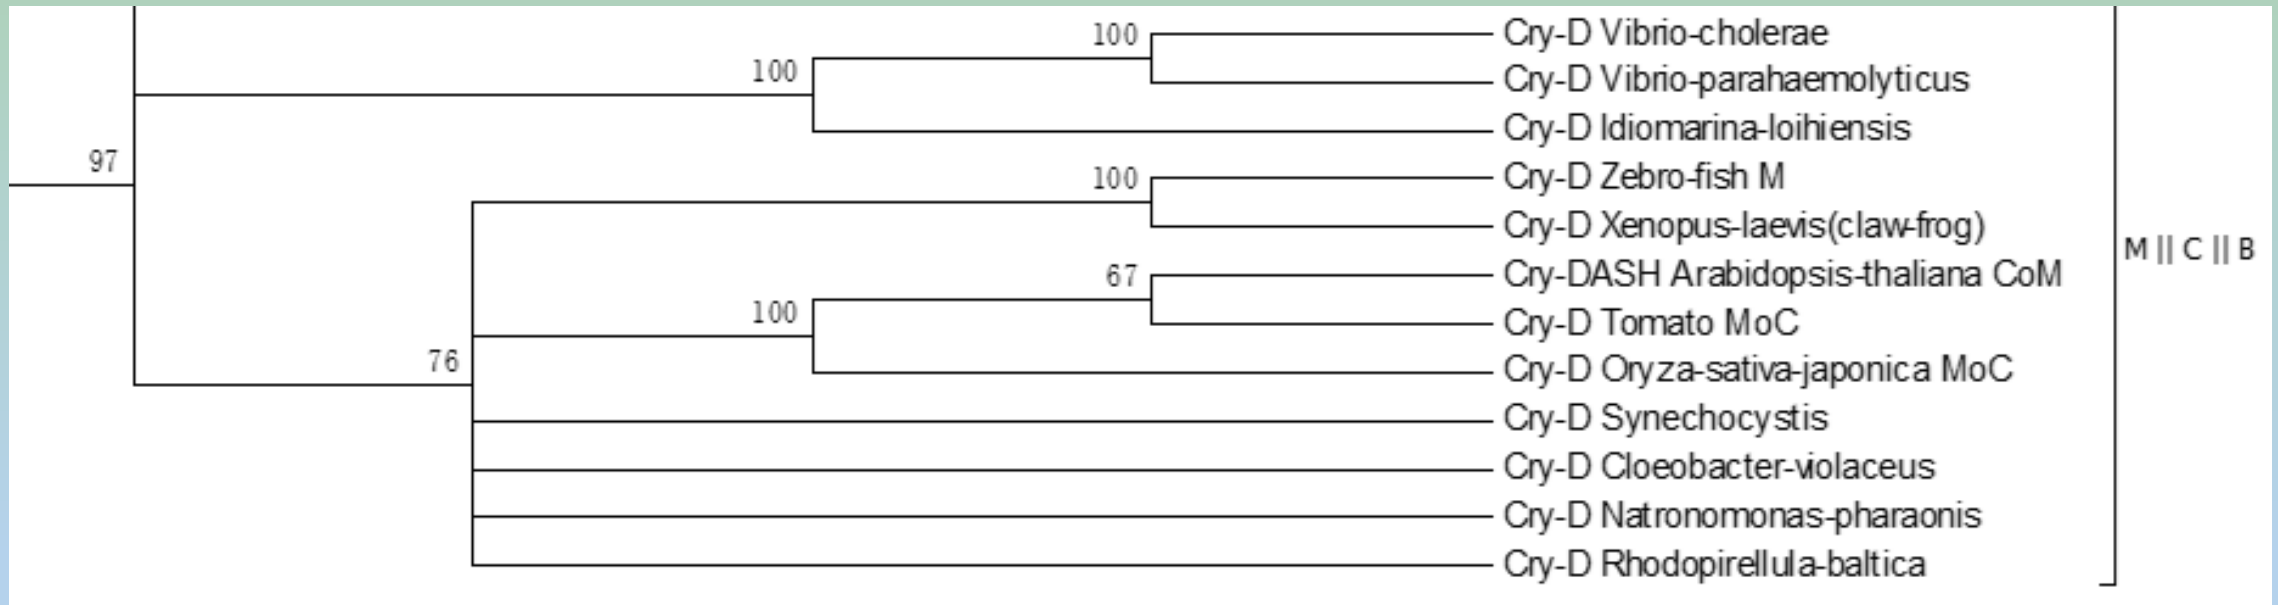 100
Cry-D Vibrio-cholerae
100
Cry-D Vibrio-parahaemolyticus
Cry-D Idiomarina-loihiensis
97
100
Cry-D Zebro-fish M
Cry-D Xenopus-laevis(claw-frog)
M || C || B
67
Cry-DASH Arabidopsis-thaliana CoM
100
Cry-D Tomato MoC
76
Cry-D Oryza-sativa-japonica MoC
Cry-D Synechocystis
Cry-D Cloeobacter-violaceus
Cry-D Natronomonas-pharaonis
Cry-D Rhodopirellula-baltica